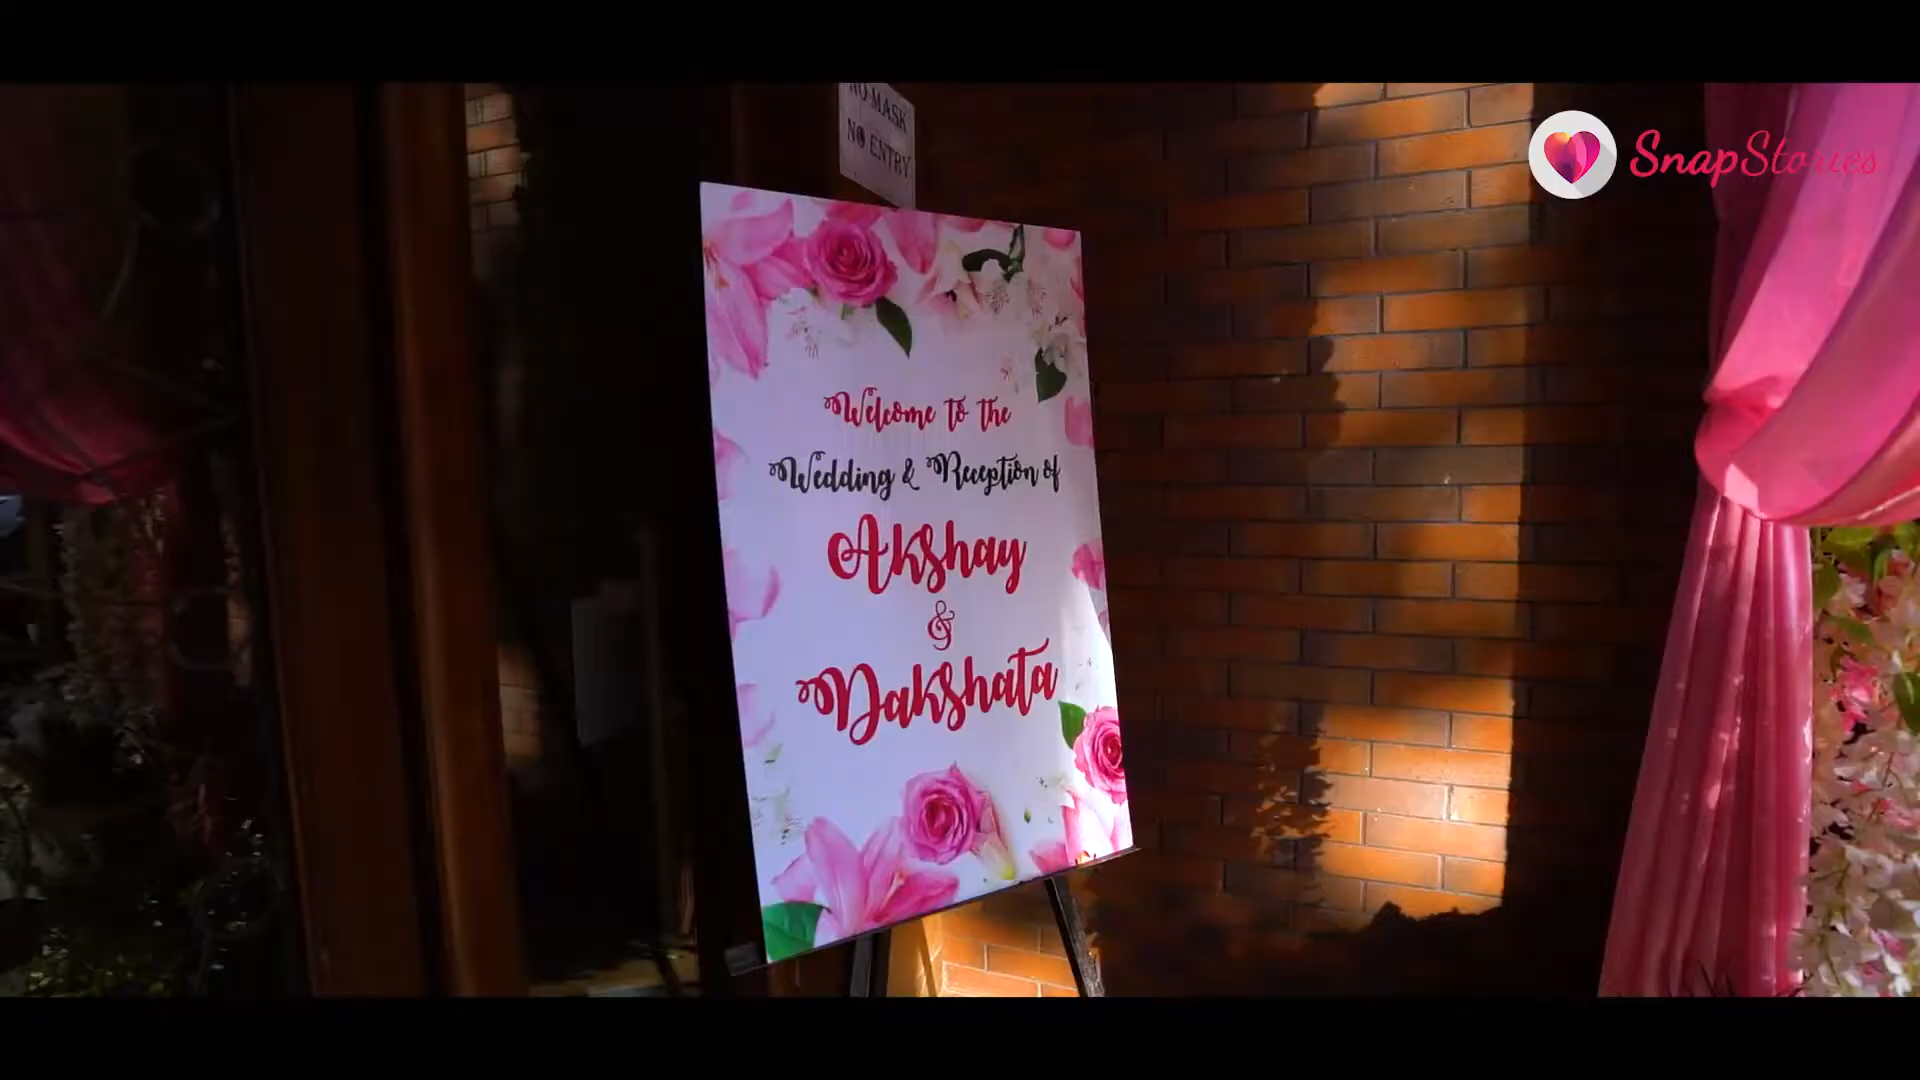 NO MASK
NO ENTRY
SnapStories
Welcome to the
Wedding & Reception of
Akshay
&
Dakshata